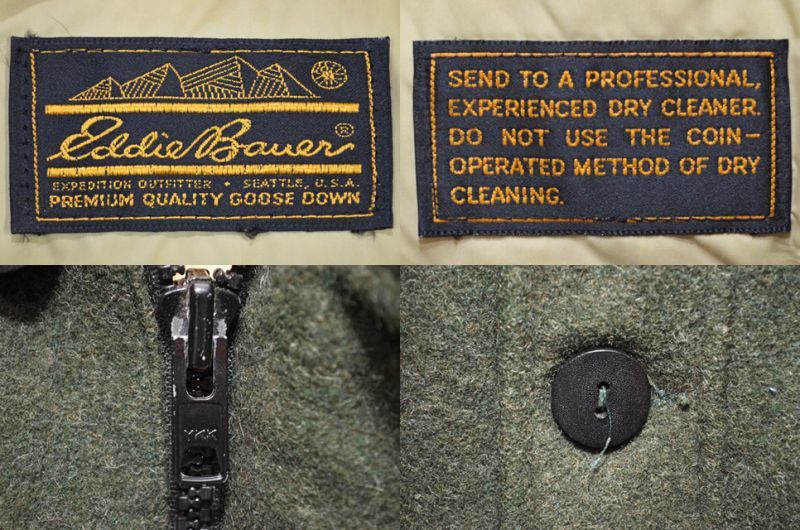 Eddie Bauer®
EXPEDITION OUTFITTER • SEATTLE, U.S.A.
PREMIUM QUALITY GOOSE DOWN
SEND TO A PROFESSIONAL,
EXPERIENCED DRY CLEANER.
DO NOT USE THE COIN-
OPERATED METHOD OF DRY
CLEANING.
YKK